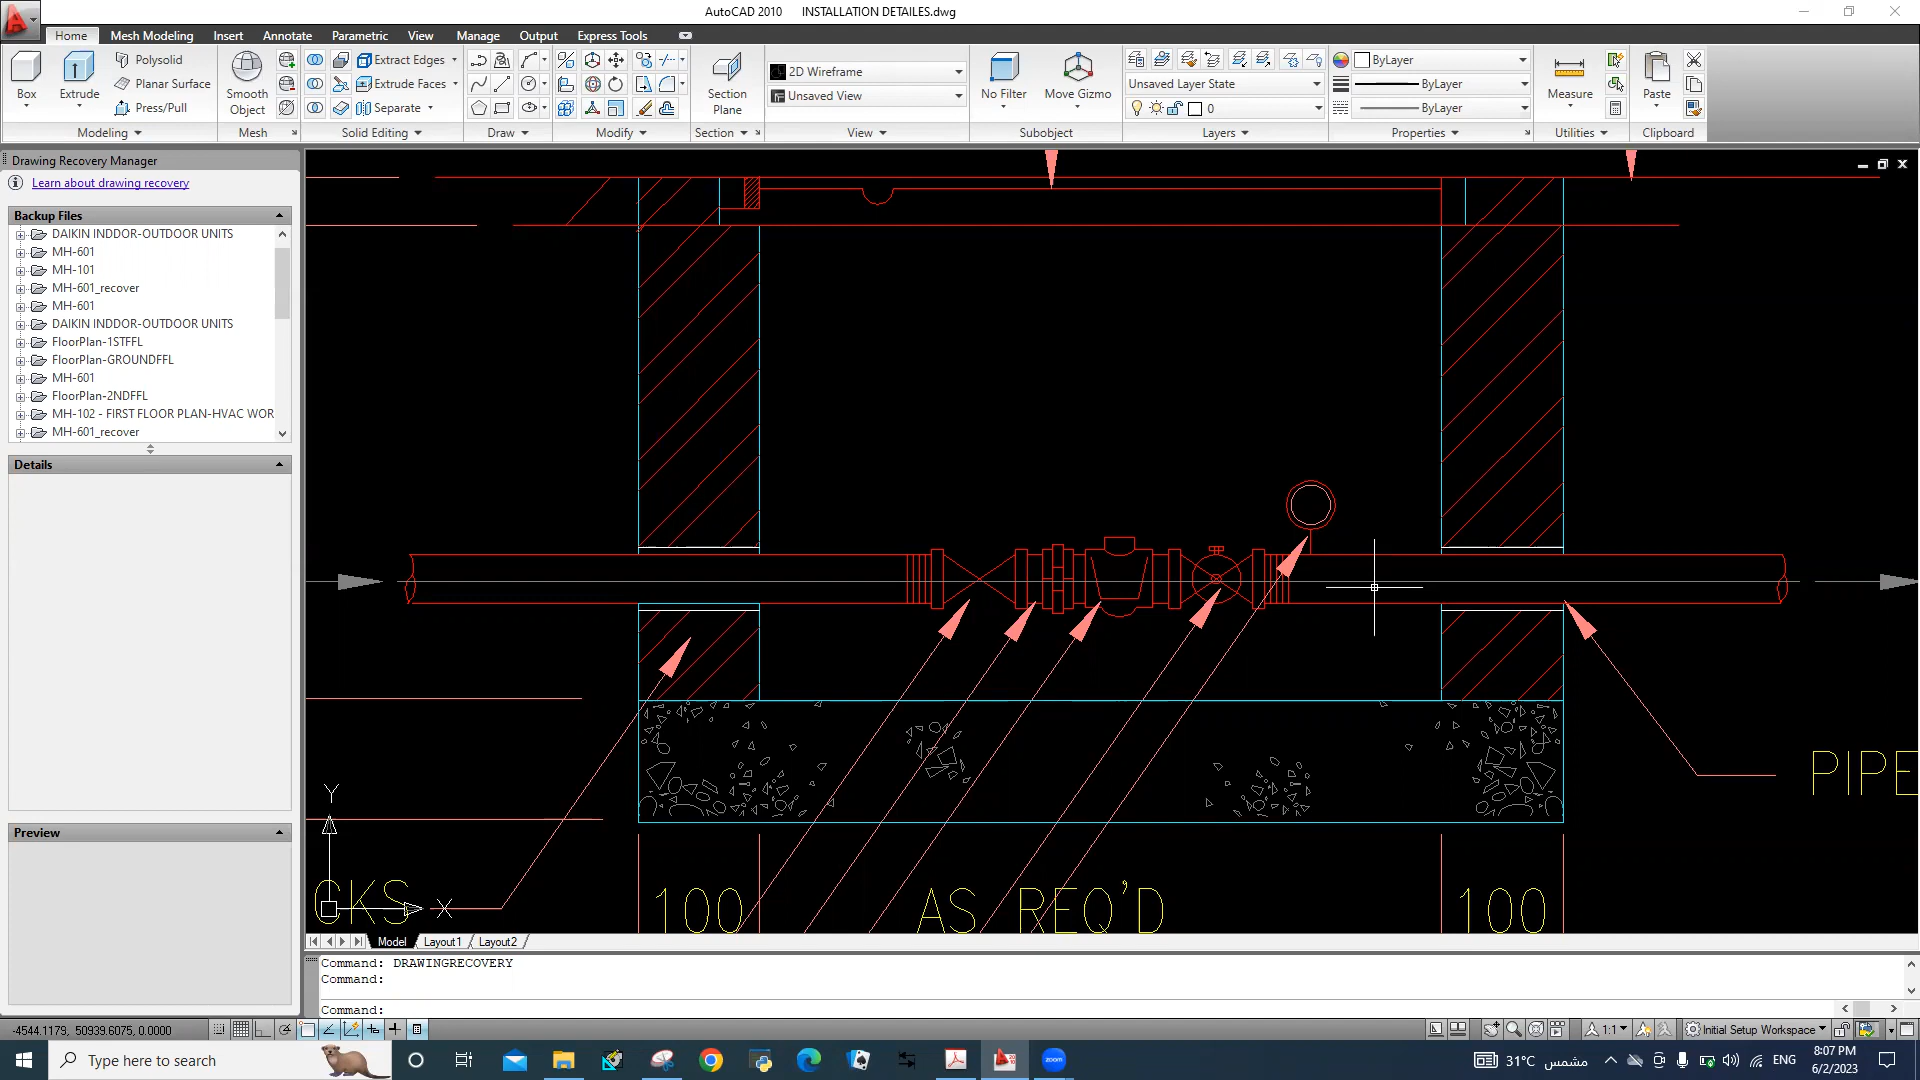 AutoCAD 2010 INSTALLATION DETAILES.dwg
Home Mesh Modeling Insert Annotate Parametric View Manage Output Express Tools
Box
Extrude
Polysolid
Planar Surface
Press/Pull
Modeling
Smooth
Object
Mesh
Extract Edges
Extrude Faces
Separate
Solid Editing
Draw
Modify
Section
Plane
Section
2D Wireframe
Unsaved View
View
No Filter
Move Gizmo
Subobject
Unsaved Layer State
0
Layers
ByLayer
ByLayer
ByLayer
Properties
Measure
Utilities
Paste
Clipboard
Drawing Recovery Manager
Learn about drawing recovery
Backup Files
DAIKIN INDDOR-OUTDOOR UNITS
MH-601
MH-101
MH-601_recover
MH-601
DAIKIN INDDOR-OUTDOOR UNITS
FloorPlan-1STFFL
FloorPlan-GROUNDFFL
MH-601
FloorPlan-2NDFFL
MH-102 - FIRST FLOOR PLAN-HVAC WOR
MH-601_recover
Details
Preview
PIPE
Y
X
CKS
100
AS REQ'D
100
Model Layout1 Layout2
Command: DRAWINGRECOVERY
Command:
Command:
-4544.1179, 50939.6075, 0.0000
1:1
Initial Setup Workspace
Type here to search
zoom
31°C مشمس
ENG
8:07 PM
6/2/2023